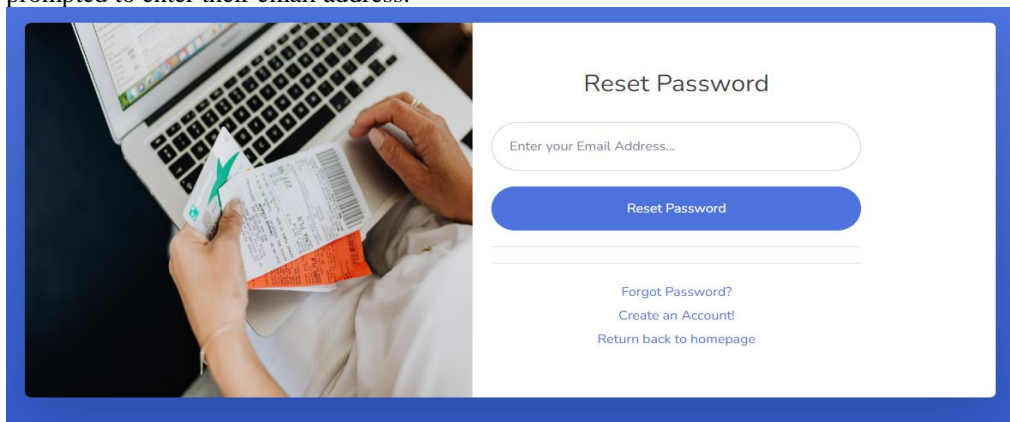 prompted to enter their email address.
Reset Password
Enter your Email Address...
Reset Password
Forgot Password?
Create an Account!
Return back to homepage